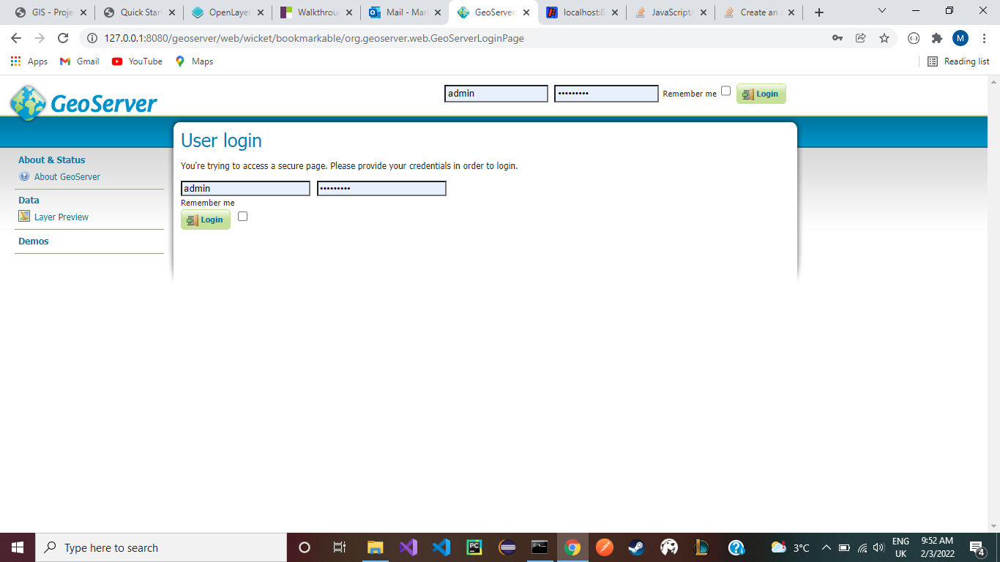 GIS - Proje
Quick Start
OpenLayer
Walkthroug
Mail - Mar
GeoServer:
localhost:8
JavaScript/
Create an
127.0.0.1:8080/geoserver/web/wicket/bookmarkable/org.geoserver.web.GeoServerLoginPage
M
Apps
Gmail
YouTube
Maps
Reading list
GeoServer
admin
•••••••••
Remember me
Login
User login
You're trying to access a secure page. Please provide your credentials in order to login.
admin
•••••••••
Remember me
Login
About & Status
About GeoServer
Data
Layer Preview
Demos
Type here to search
PC
3°C
ENG
UK
9:52 AM
2/3/2022
4